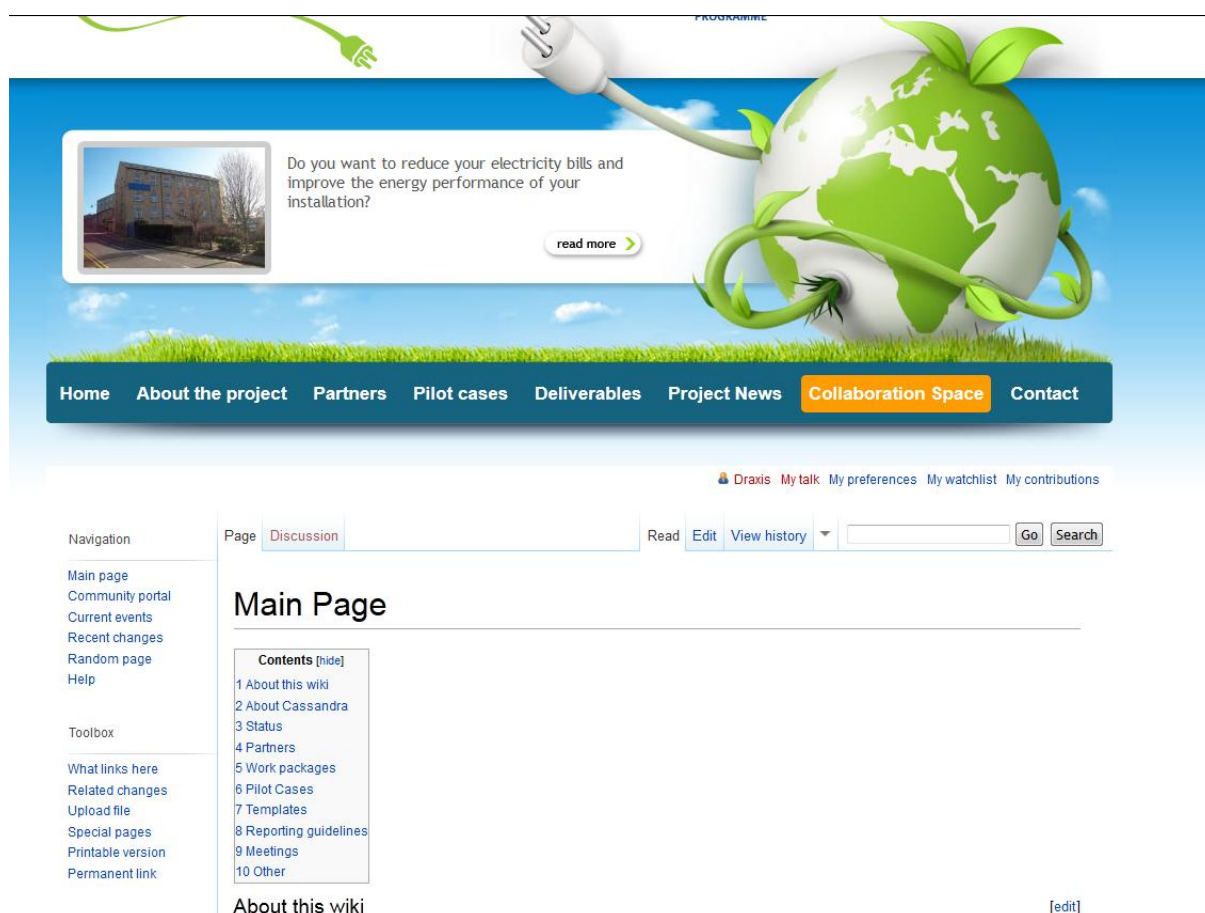 PROGRAMME
Do you want to reduce your electricity bills and
improve the energy performance of your
installation?
read more
Home About the project Partners Pilot cases Deliverables Project News Collaboration Space Contact
Draxis My talk My preferences My watchlist My contributions
Navigation
Main page
Community portal
Current events
Recent changes
Random page
Help
Toolbox
What links here
Related changes
Upload file
Special pages
Printable version
Permanent link
Page Discussion Read Edit View history Go Search
Main Page
Contents [hide]
1 About this wiki
2 About Cassandra
3 Status
4 Partners
5 Work packages
6 Pilot Cases
7 Templates
8 Reporting guidelines
9 Meetings
10 Other
About this wiki [edit]